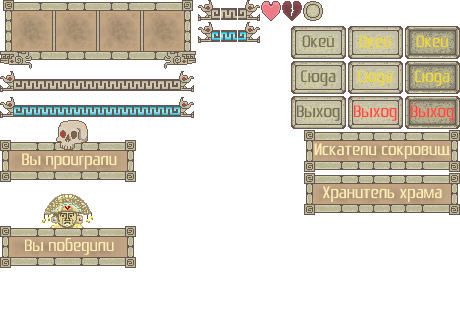 Окей Окей Окей
Сюда Сюда Сюда
Выход Выход Выход
Вы проиграли
Искатели сокровищ
Хранитель храма
Вы победили